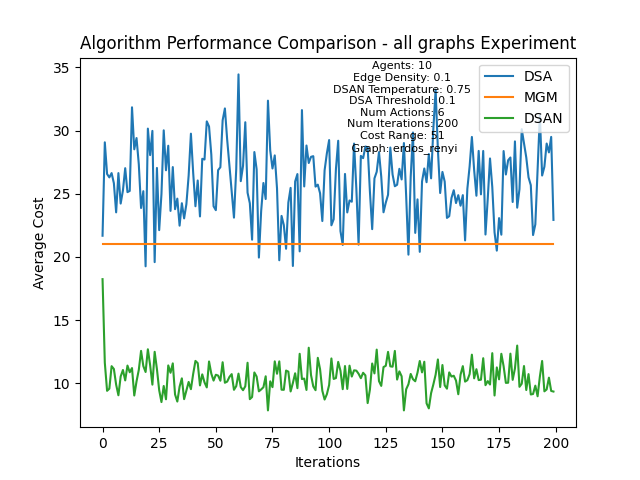 Algorithm Performance Comparison - all graphs Experiment
Agents: 10
Edge Density: 0.1
DSAN Temperature: 0.75
DSA Threshold: 0.1
Num Actions: 6
Num Iterations: 200
Cost Range: 51
Graph: erdos_renyi
DSA
MGM
DSAN
Average Cost
35
30
25
20
15
10
0
25
50
75
100
125
150
175
200
Iterations